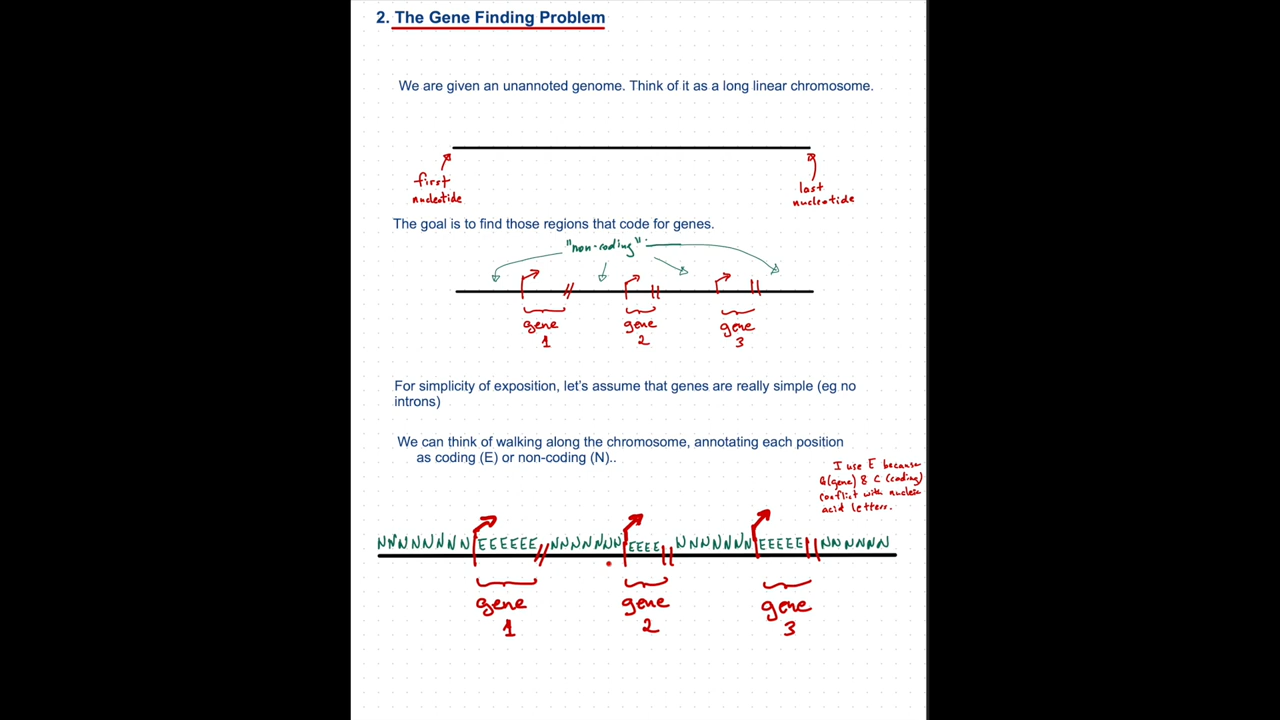 2. The Gene Finding Problem
We are given an unannoted genome. Think of it as a long linear chromosome.
first
nucleotide
last
nucleotide
The goal is to find those regions that code for genes.
"non-coding"
gene
1
gene
2
gene
3
For simplicity of exposition, let's assume that genes are really simple (eg no
introns)
We can think of walking along the chromosome, annotating each position
as coding (E) or non-coding (N)..
I use E because
G(gene) & C (coding)
conflict with nucleic
acid letters.
NNNNNNNN EEEEEE NNNNNNN EEEE NNNNNNN EEEEE NNNNNN
gene
1
gene
2
gene
3